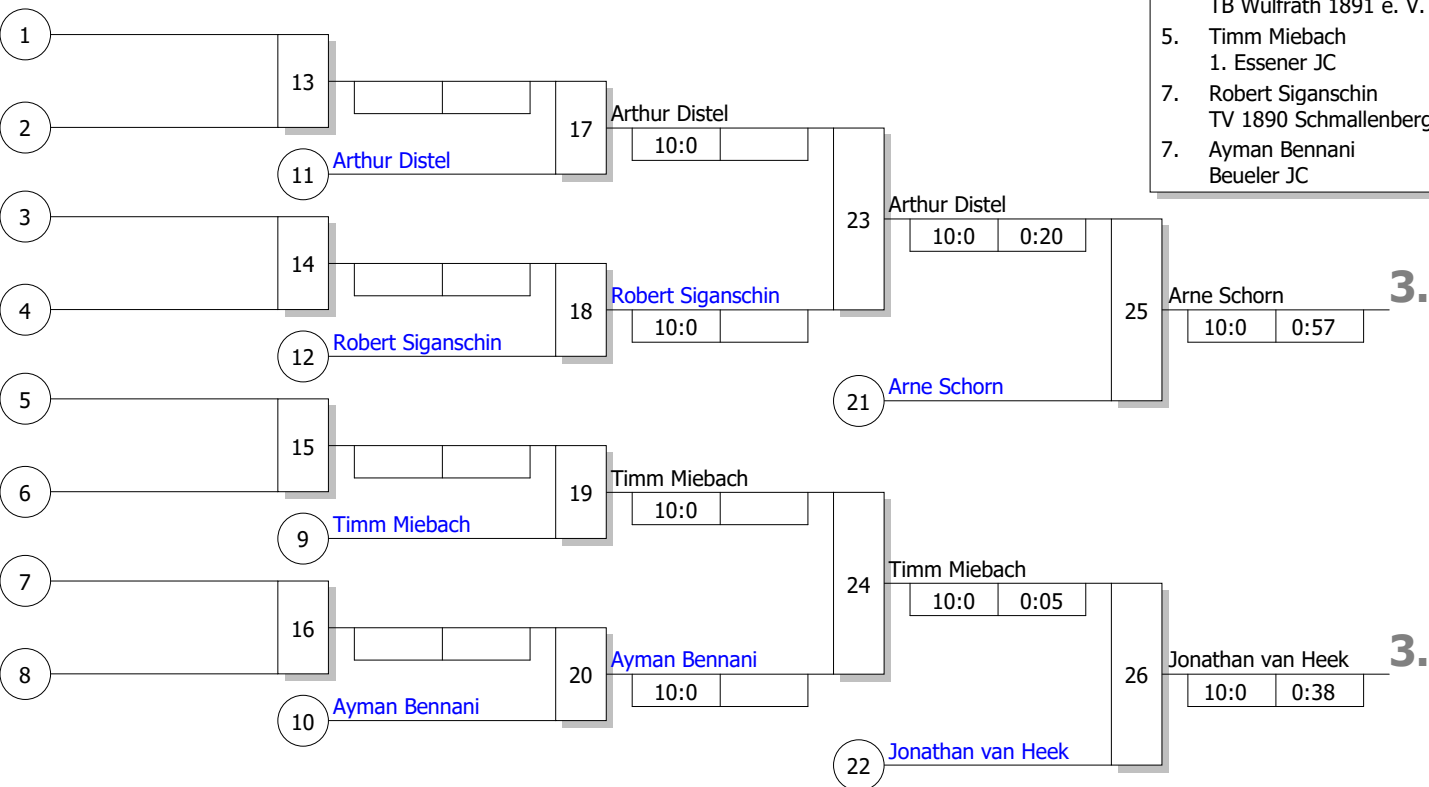 TB Wülfrath 1891 e. V.
5. Timm Miebach
1. Essener JC
7. Robert Siganschin
TV 1890 Schmallenberg
7. Ayman Bennani
Beueler JC
1
13
2
17
Arthur Distel
10:0
11
Arthur Distel
3
23
Arthur Distel
10:0 0:20
14
4
18
Robert Siganschin
10:0
12
Robert Siganschin
25
Arne Schorn
3.
10:0 0:57
5
21
Arne Schorn
15
6
19
Timm Miebach
10:0
9
Timm Miebach
7
24
Timm Miebach
10:0 0:05
16
8
20
Ayman Bennani
10:0
10
Ayman Bennani
26
Jonathan van Heek
3.
10:0 0:38
22
Jonathan van Heek